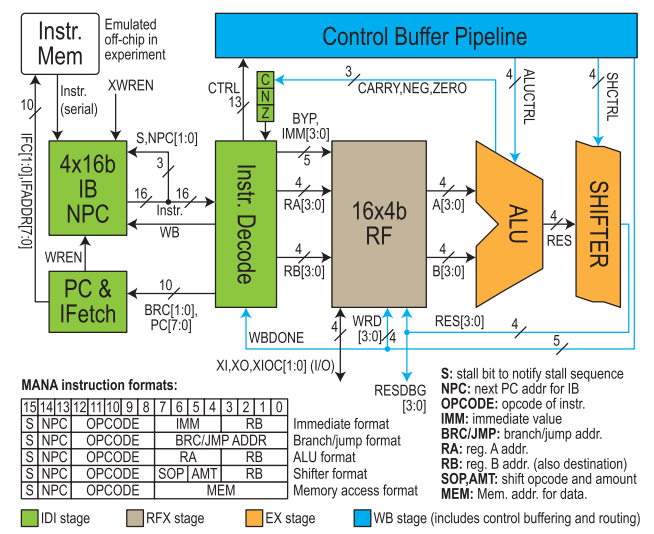 Instr.
Mem
Emulated
off-chip in
experiment
Control Buffer Pipeline
10
Instr.
(serial)
XWREN
CTRL
13
C
N
Z
3
CARRY,NEG,ZERO
4
ALUCTRL
4
SHCTRL
IFC[1:0],IFADDR[7:0]
S,NPC[1:0]
3
BYP,
IMM[3:0]
5
4x16b
IB
NPC
16
16
Instr.
WB
Instr. Decode
4
RA[3:0]
4
RB[3:0]
16x4b
RF
4
A[3:0]
4
B[3:0]
ALU
4
RES
SHIFTER
WREN
PC &
IFetch
10
BRC[1:0],
PC[7:0]
WBDONE
4
WRD
[3:0]
4
RES[3:0]
4
5
XI,XO,XIOC[1:0] (I/O)
RESDBG
[3:0]
MANA instruction formats:
15 14 13 12 11 10 9 8 7 6 5 4 3 2 1 0
S NPC OPCODE IMM RB Immediate format
S NPC OPCODE BRC/JMP ADDR Branch/jump format
S NPC OPCODE RA RB ALU format
S NPC OPCODE SOP AMT RB Shifter format
S NPC OPCODE MEM Memory access format
S: stall bit to notify stall sequence
NPC: next PC addr for IB
OPCODE: opcode of instr.
IMM: immediate value
BRC/JMP: branch/jump addr.
RA: reg. A addr.
RB: reg. B addr. (also destination)
SOP,AMT: shift opcode and amount
MEM: Mem. addr. for data.
IDI stage
RFX stage
EX stage
WB stage (includes control buffering and routing)